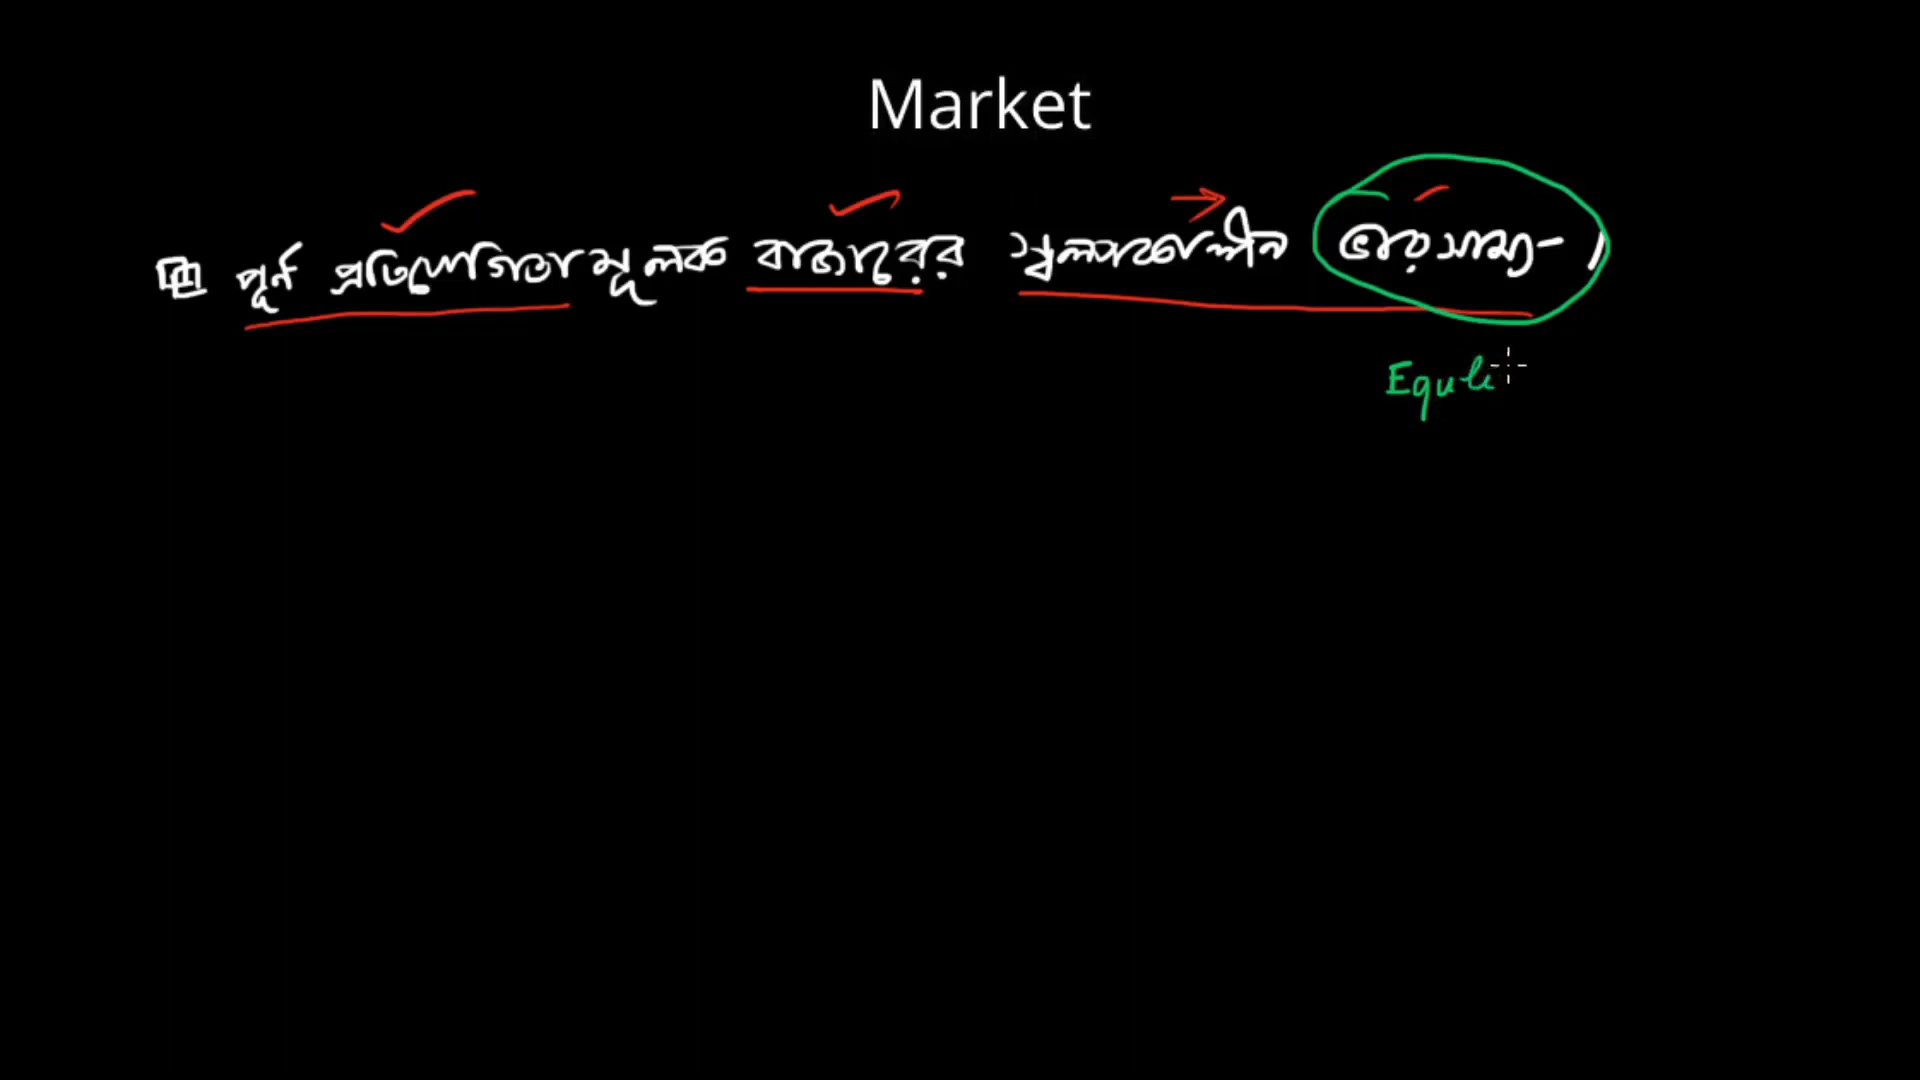 Market
পূর্ন প্রতিযোগিতামূলক বাজারের স্বল্পকালীন ভারসাম্য - ।
Equli